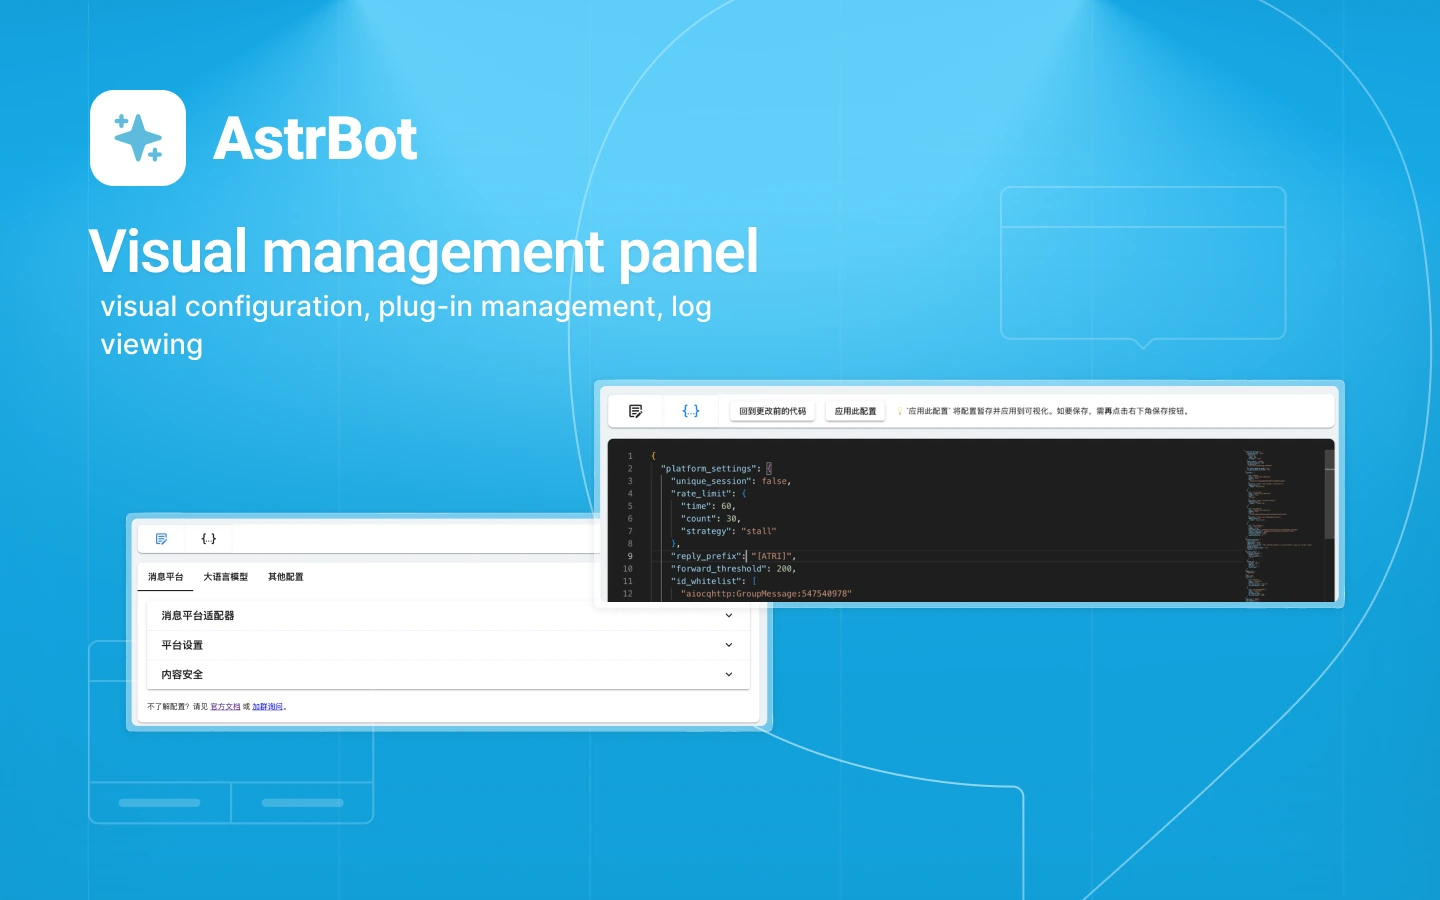 AstrBot
Visual management panel
visual configuration, plug-in management, log
viewing
{..} 回到更改前的代码 应用此配置 💡 '应用此配置' 将配置暂存并应用到可视化。如要保存，需再点击右下角保存按钮。
1 {
2 "platform_settings": {
3 "unique_session": false,
4 "rate_limit": {
5 "time": 60,
6 "count": 30,
7 "strategy": "stall"
8 },
9 "reply_prefix": "[ATRI]",
10 "forward_threshold": 200,
11 "id_whitelist": [
12 "aiocqhttp:GroupMessage:547540978"
{..}
消息平台 大语言模型 其他配置
消息平台适配器
平台设置
内容安全
不了解配置？请见 官方文档 或 加群询问。